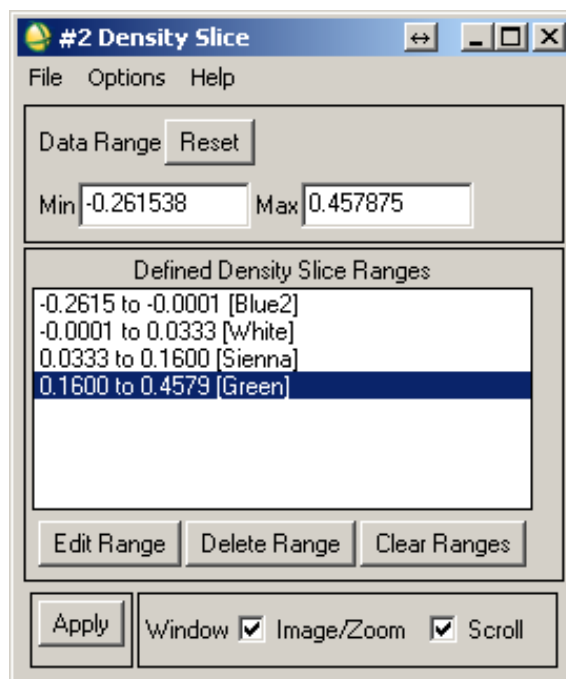 #2 Density Slice
File Options Help
Data Range Reset
Min -0.261538 Max 0.457875
Defined Density Slice Ranges
-0.2615 to -0.0001 [Blue2]
-0.0001 to 0.0333 [White]
0.0333 to 0.1600 [Sienna]
0.1600 to 0.4579 [Green]
Edit Range Delete Range Clear Ranges
Apply Window Image/Zoom Scroll